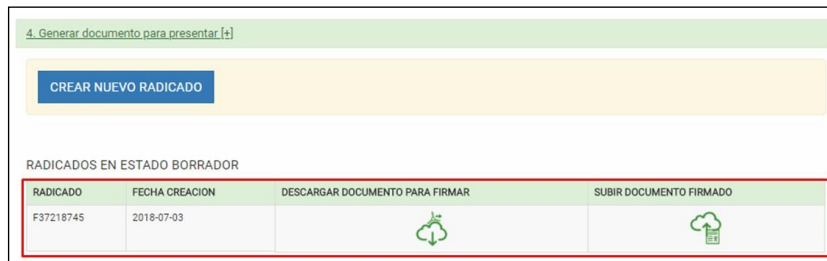 4. Generar documento para presentar [+]
CREAR NUEVO RADICADO
RADICADOS EN ESTADO BORRADOR
RADICADO FECHA CREACION DESCARGAR DOCUMENTO PARA FIRMAR SUBIR DOCUMENTO FIRMADO
F37218745 2018-07-03